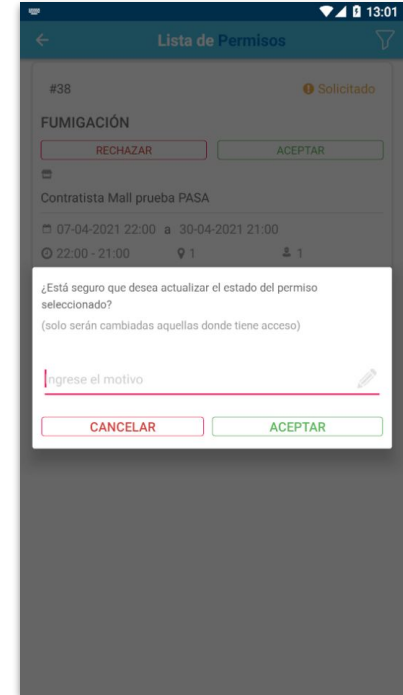 13:01
Lista de Permisos
#38 Solicitado
FUMIGACIÓN
RECHAZAR ACEPTAR
Contratista Mall prueba PASA
07-04-2021 22:00 a 30-04-2021 21:00
22:00 - 21:00 1 1
¿Está seguro que desea actualizar el estado del permiso
seleccionado?
(solo serán cambiadas aquellas donde tiene acceso)
Ingrese el motivo
CANCELAR ACEPTAR